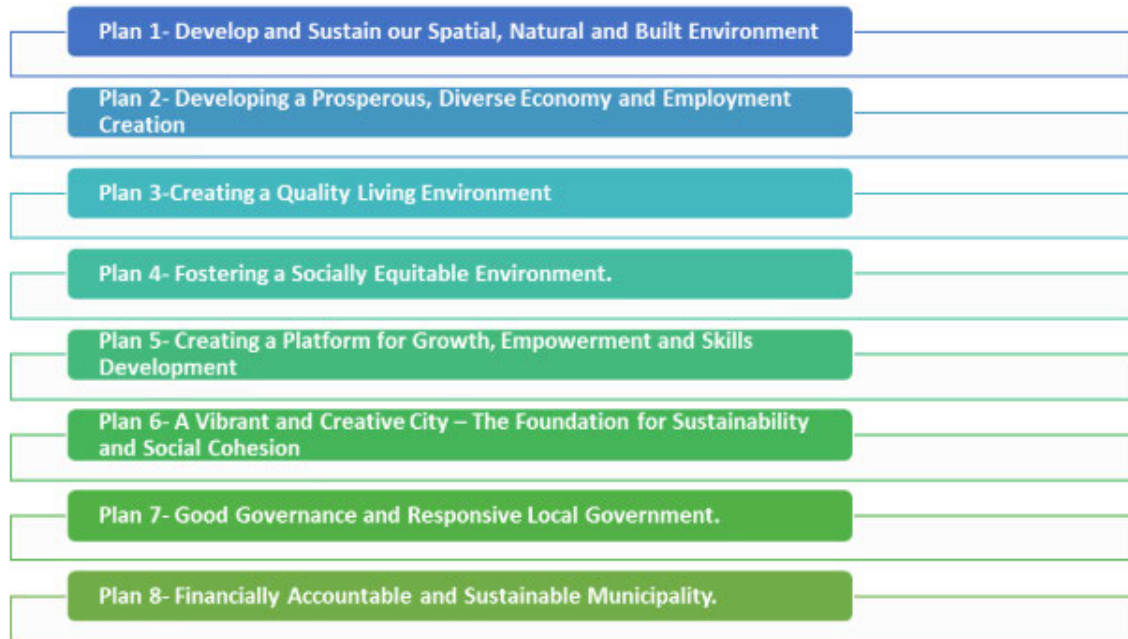 Plan 1- Develop and Sustain our Spatial, Natural and Built Environment
Plan 2- Developing a Prosperous, Diverse Economy and Employment
Creation
Plan 3-Creating a Quality Living Environment
Plan 4- Fostering a Socially Equitable Environment.
Plan 5- Creating a Platform for Growth, Empowerment and Skills
Development
Plan 6- A Vibrant and Creative City – The Foundation for Sustainability
and Social Cohesion
Plan 7- Good Governance and Responsive Local Government.
Plan 8- Financially Accountable and Sustainable Municipality.